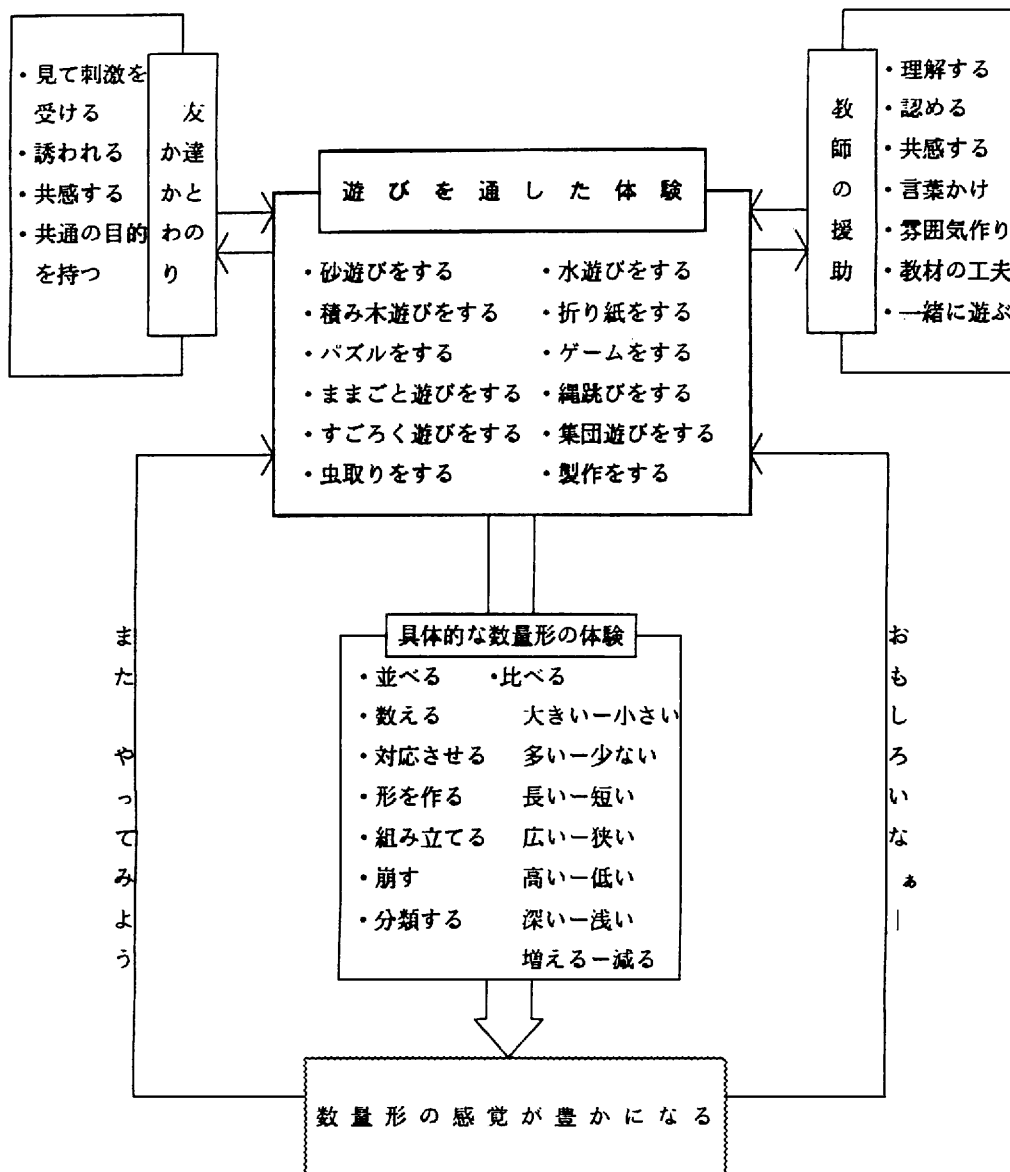 ・見て刺激を
受ける
・誘われる
・共感する
・共通の目的
を持つ
友達との
かかわり
遊びを通した体験
・砂遊びをする ・水遊びをする
・積み木遊びをする ・折り紙をする
・パズルをする ・ゲームをする
・ままごと遊びをする ・縄跳びをする
・すごろく遊びをする ・集団遊びをする
・虫取りをする ・製作をする
教師の援助
・理解する
・認める
・共感する
・言葉かけ
・雰囲気作り
・教材の工夫
・一緒に遊ぶ
具体的な数量形の体験
・並べる ・比べる
・数える 大きいー小さい
・対応させる 多いー少ない
・形を作る 長いー短い
・組み立てる 広いー狭い
・崩す 高いー低い
・分類する 深いー浅い
増えるー減る
また やってみよう
おもしろいなぁー
数量形の感覚が豊かになる